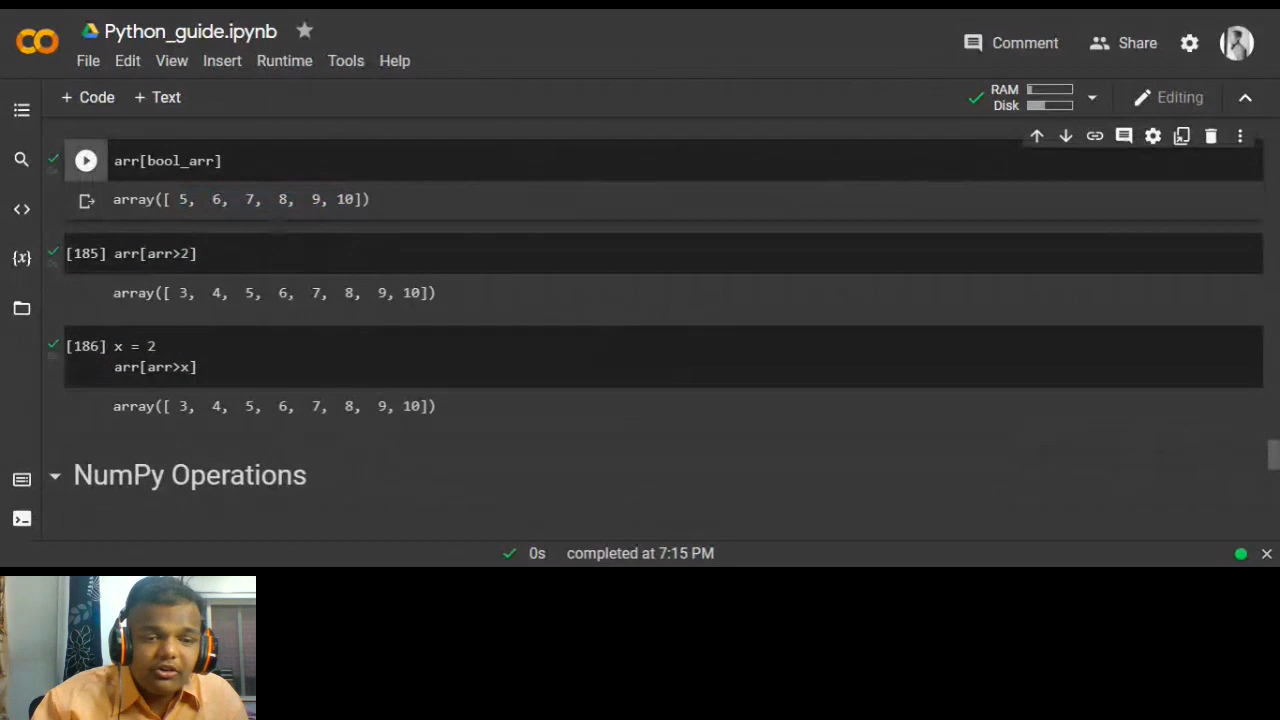 Python_guide.ipynb
File Edit View Insert Runtime Tools Help
Comment Share
+ Code + Text
RAM
Disk
Editing
arr[bool_arr]
array([ 5, 6, 7, 8, 9, 10])
[185] arr[arr>2]
array([ 3, 4, 5, 6, 7, 8, 9, 10])
[186] x = 2
arr[arr>x]
array([ 3, 4, 5, 6, 7, 8, 9, 10])
NumPy Operations
0s completed at 7:15 PM